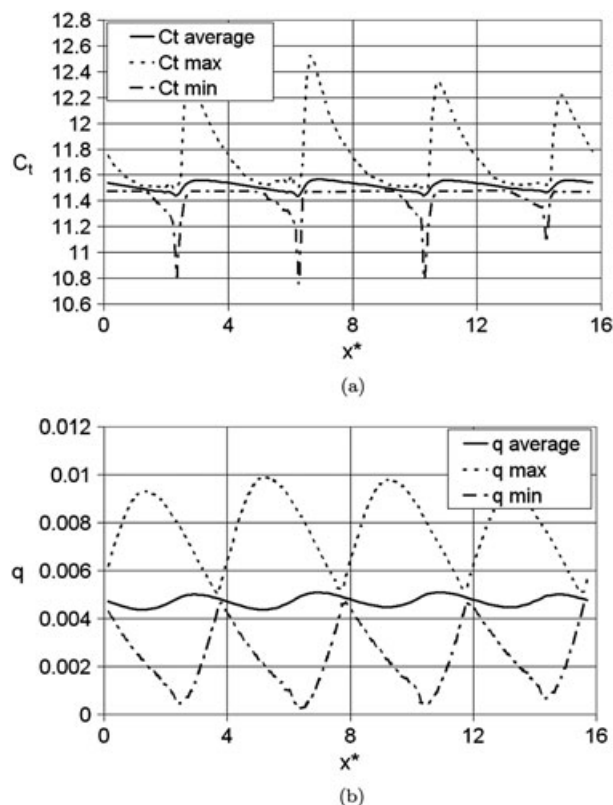 12.8
12.6
12.4
12.2
12
11.8
11.6
11.4
11.2
11
10.8
10.6
Ct average
Ct max
Ct min
C_t
0 4 8 12 16
x*
(a)
0.012
0.01
0.008
0.006
0.004
0.002
0
q average
q max
q min
q
0 4 8 12 16
x*
(b)